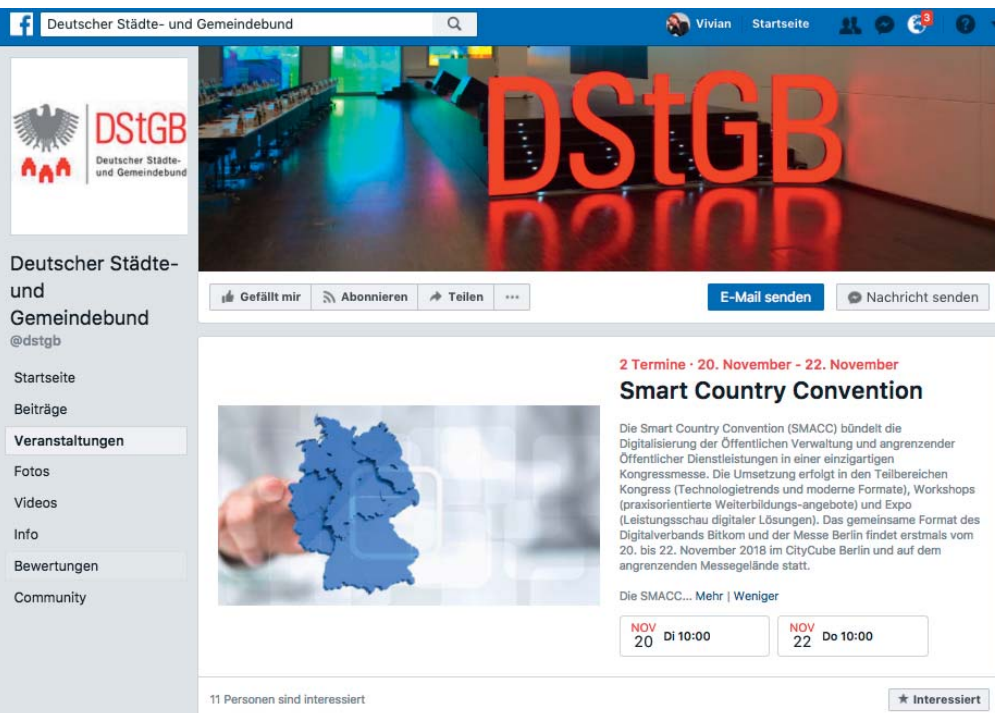 Deutscher Städte- und Gemeindebund
Vivian
Startseite
3
?
DStGB
Deutscher Städte-
und Gemeindebund
DStGB
Deutscher Städte-
und
Gemeindebund
@dstgb
Startseite
Beiträge
Veranstaltungen
Fotos
Videos
Info
Bewertungen
Community
Gefällt mir
Abonnieren
Teilen
...
E-Mail senden
Nachricht senden
2 Termine · 20. November - 22. November
Smart Country Convention
Die Smart Country Convention (SMACC) bündelt die
Digitalisierung der Öffentlichen Verwaltung und angrenzender
Öffentlicher Dienstleistungen in einer einzigartigen
Kongressmesse. Die Umsetzung erfolgt in den Teilbereichen
Kongress (Technologietrends und moderne Formate), Workshops
(praxisorientierte Weiterbildungs-angebote) und Expo
(Leistungsschau digitaler Lösungen). Das gemeinsame Format des
Digitalverbands Bitkom und der Messe Berlin findet erstmals vom
20. bis 22. November 2018 im CityCube Berlin und auf dem
angrenzenden Messegelände statt.
Die SMACC... Mehr | Weniger
NOV
20 Di 10:00
NOV
22 Do 10:00
11 Personen sind interessiert
Interessiert